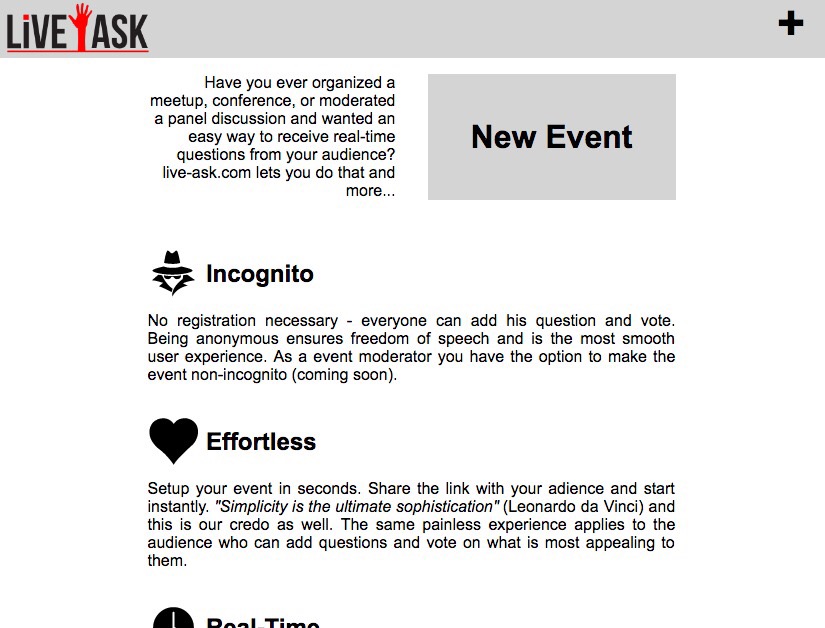 LiVE ASK
Have you ever organized a
meetup, conference, or moderated
a panel discussion and wanted an
easy way to receive real-time
questions from your audience?
live-ask.com lets you do that and
more...
New Event
Incognito
No registration necessary - everyone can add his question and vote.
Being anonymous ensures freedom of speech and is the most smooth
user experience. As a event moderator you have the option to make the
event non-incognito (coming soon).
Effortless
Setup your event in seconds. Share the link with your adience and start
instantly. "Simplicity is the ultimate sophistication" (Leonardo da Vinci) and
this is our credo as well. The same painless experience applies to the
audience who can add questions and vote on what is most appealing to
them.
Real-Time